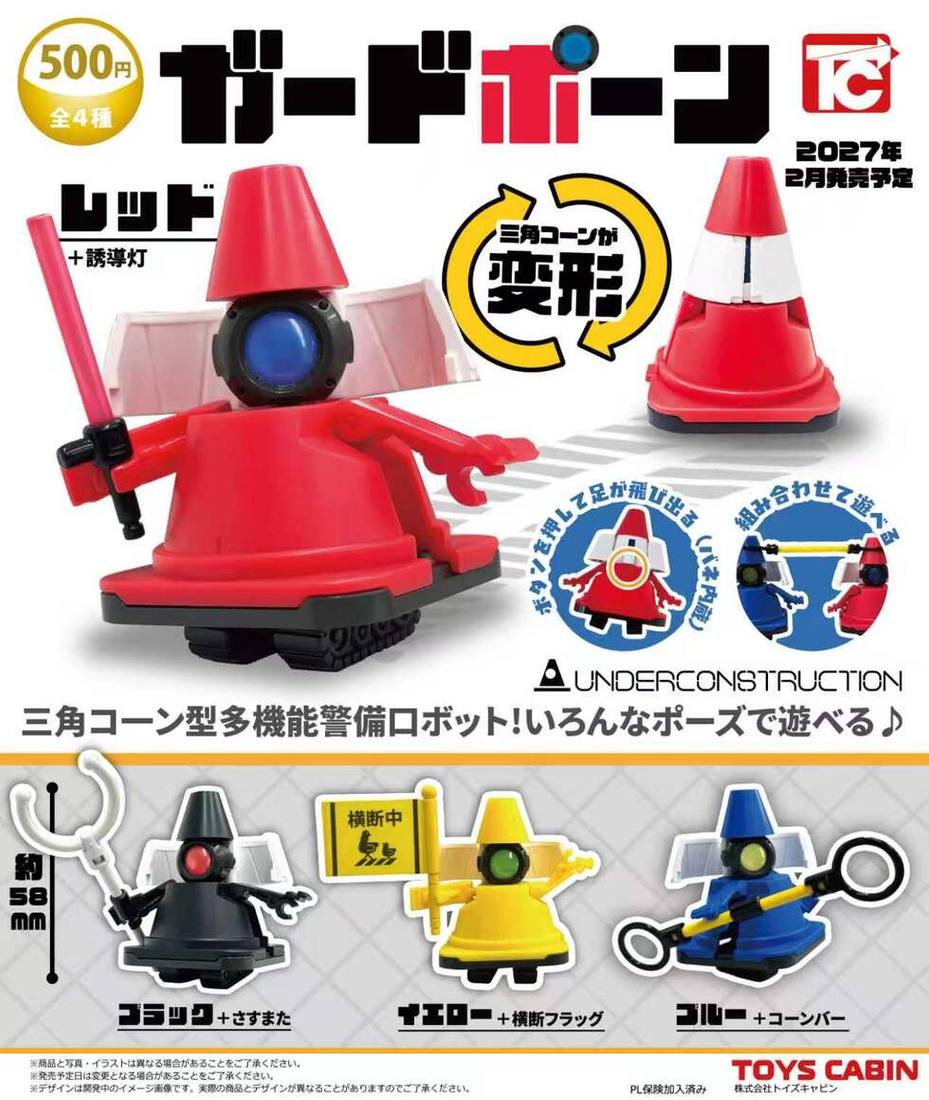 500円
全4種
ガードポーン
TC
2027年
2月発売予定
レッド
+誘導灯
三角コーンが
変形
ボタンを押して足が飛び出る(バネ内蔵)
組み合わせて遊べる
UNDERCONSTRUCTION
三角コーン型多機能警備ロボット!いろんなポーズで遊べる♪
約
58
mm
横断中
ブラック+さすまた
イエロー+横断フラッグ
ブルー+コーンバー
※商品と写真・イラストは異なる場合があることをご了承ください。
※発売予定日は変更となる場合があることをご了承ください。
※デザインは開発中のイメージ画像です。実際の商品とデザインが異なることがありますのでご了承ください。
PL保険加入済み
TOYS CABIN
株式会社トイズキャビン